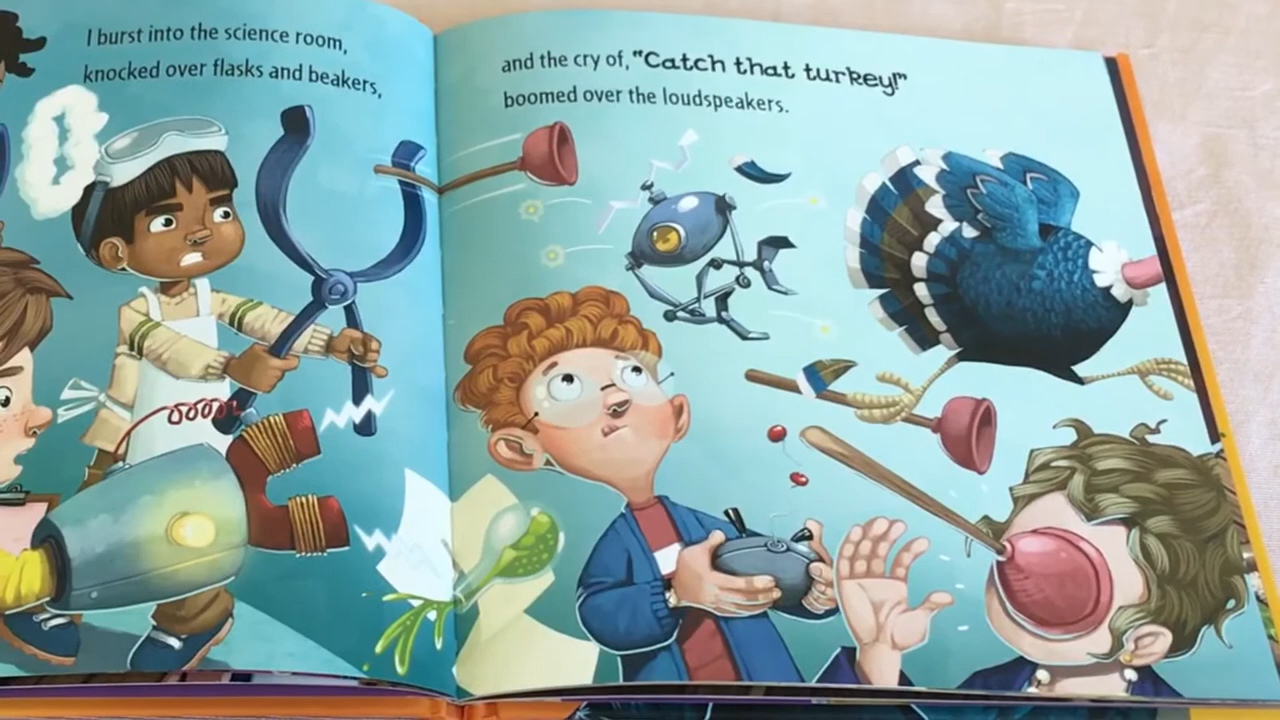 I burst into the science room,
knocked over flasks and beakers,
and the cry of, "Catch that turkey!"
boomed over the loudspeakers.